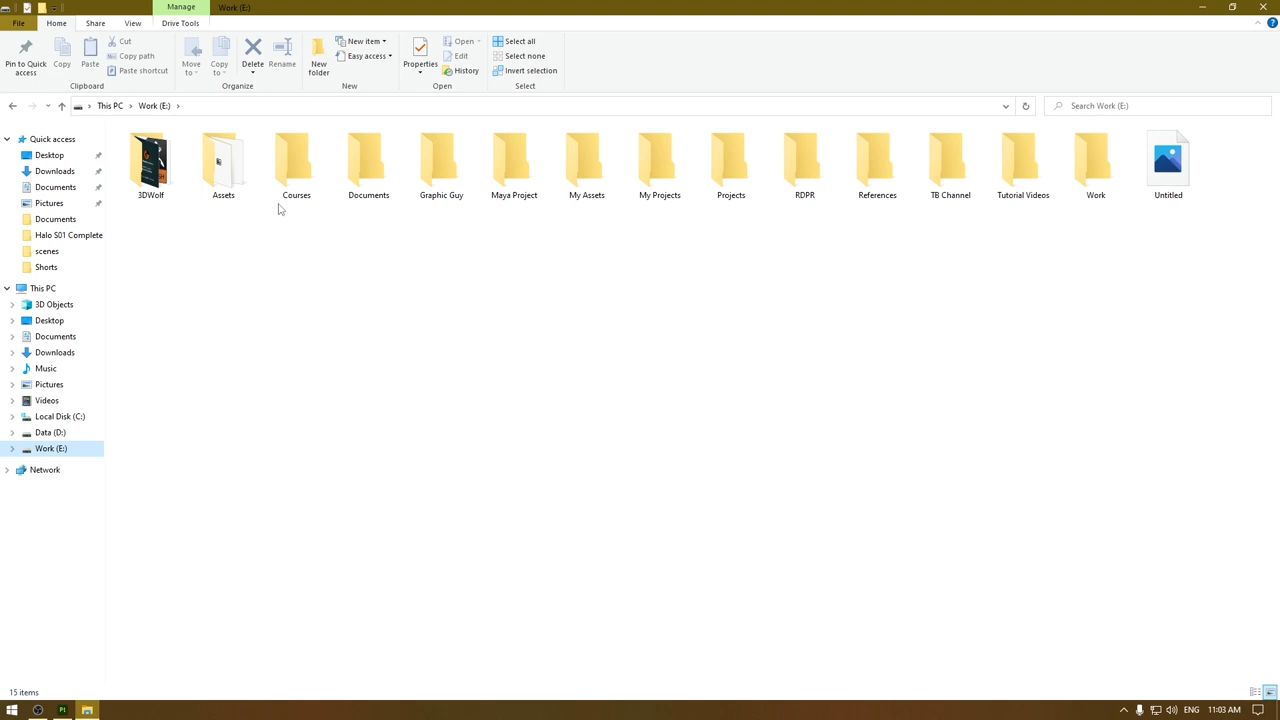 Manage
Work (E:)
File
Home
Share
View
Drive Tools
Pin to Quick access
Copy
Paste
Cut
Copy path
Paste shortcut
Clipboard
Move to
Copy to
Delete
Rename
Organize
New folder
New item
Easy access
New
Properties
Open
Edit
History
Open
Select all
Select none
Invert selection
Select
This PC
Work (E:)
Search Work (E:)
Quick access
Desktop
Downloads
Documents
Pictures
Documents
Halo S01 Complete
scenes
Shorts
This PC
3D Objects
Desktop
Documents
Downloads
Music
Pictures
Videos
Local Disk (C:)
Data (D:)
Work (E:)
Network
3DWolf
Assets
Courses
Documents
Graphic Guy
Maya Project
My Assets
My Projects
Projects
RDPR
References
TB Channel
Tutorial Videos
Work
Untitled
15 items
Pt
ENG
11:03 AM